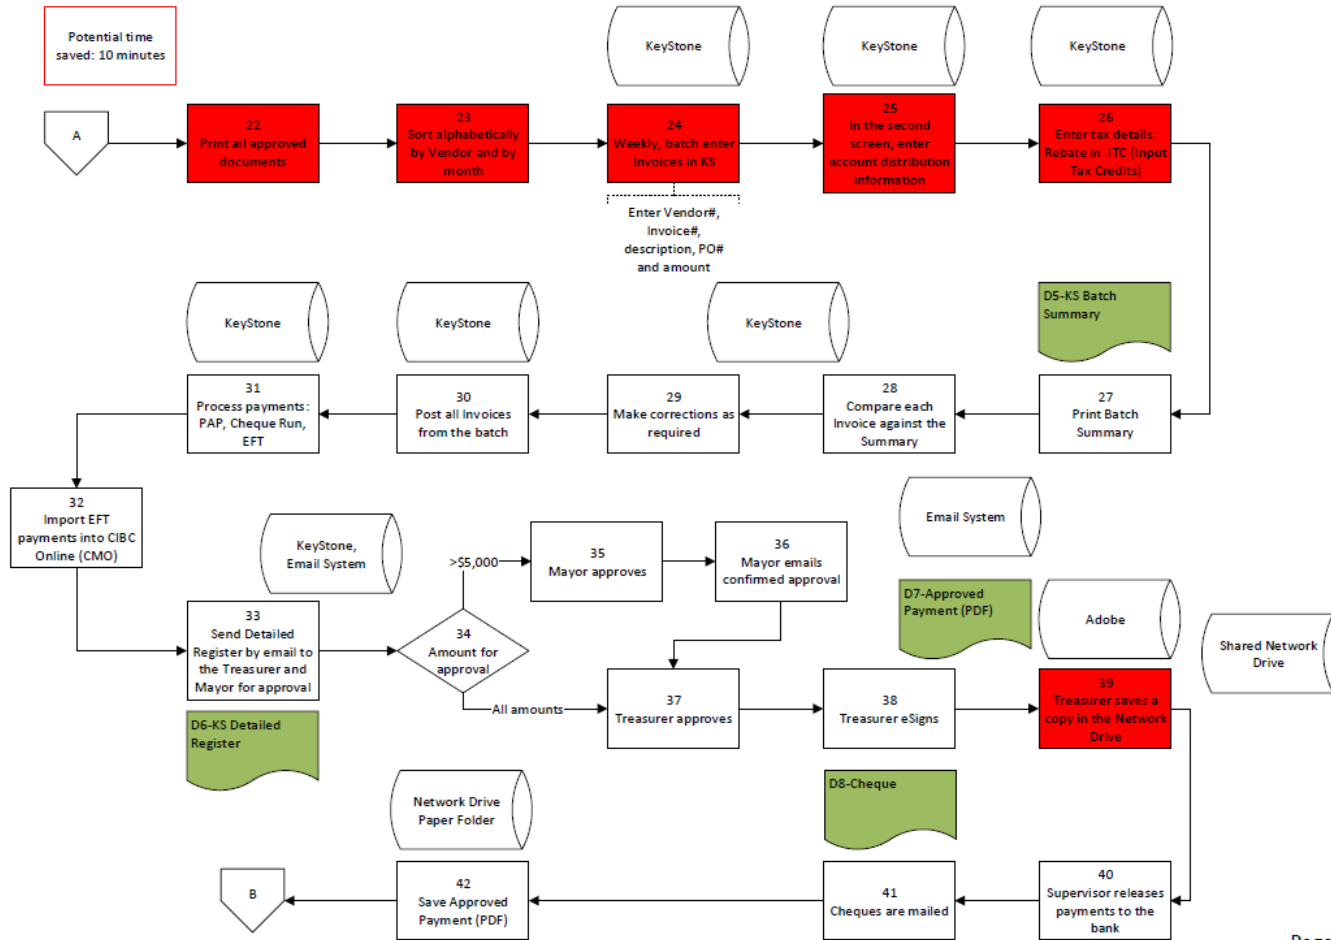 Potential time
saved: 10 minutes
KeyStone
KeyStone
KeyStone
A
22
Print all approved
documents
23
Sort alphabetically
by Vendor and by
month
24
Weekly, batch enter
Invoices in KS
25
In the second
screen, enter
account distribution
information
26
Enter tax details:
Rebate in ITC (Input
Tax Credits)
Enter Vendor#,
Invoice#,
description, PO#
and amount
KeyStone
KeyStone
KeyStone
D5-KS Batch
Summary
31
Process payments:
PAP, Cheque Run,
EFT
30
Post all Invoices
from the batch
29
Make corrections as
required
28
Compare each
Invoice against the
Summary
27
Print Batch
Summary
32
Import EFT
payments into CIBC
Online (CMO)
KeyStone,
Email System
>$5,000
35
Mayor approves
36
Mayor emails
confirmed approval
Email System
D7-Approved
Payment (PDF)
Adobe
Shared Network
Drive
33
Send Detailed
Register by email to
the Treasurer and
Mayor for approval
34
Amount for
approval
All amounts
37
Treasurer approves
38
Treasurer eSigns
39
Treasurer saves a
copy in the Network
Drive
D6-KS Detailed
Register
Network Drive
Paper Folder
D8-Cheque
B
42
Save Approved
Payment (PDF)
41
Cheques are mailed
40
Supervisor releases
payments to the
bank